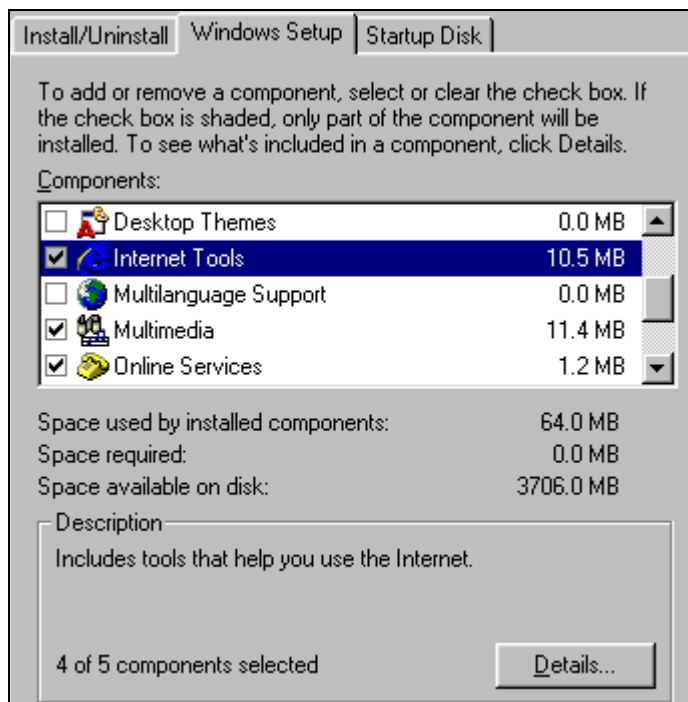 Install/Uninstall Windows Setup Startup Disk
To add or remove a component, select or clear the check box. If
the check box is shaded, only part of the component will be
installed. To see what's included in a component, click Details.
Components:
Desktop Themes 0.0 MB
Internet Tools 10.5 MB
Multilanguage Support 0.0 MB
Multimedia 11.4 MB
Online Services 1.2 MB
Space used by installed components: 64.0 MB
Space required: 0.0 MB
Space available on disk: 3706.0 MB
Description
Includes tools that help you use the Internet.
4 of 5 components selected Details...